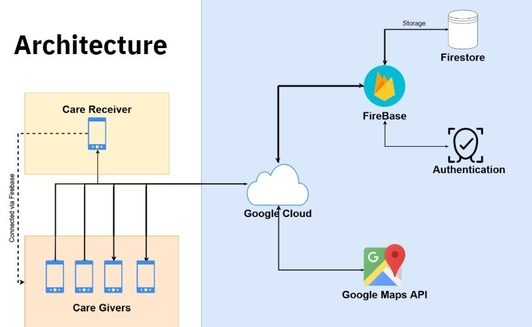 Architecture
Storage
Firestore
FireBase
Care Receiver
Authentication
Connected via Firebase
Google Cloud
G
Google Maps API
Care Givers